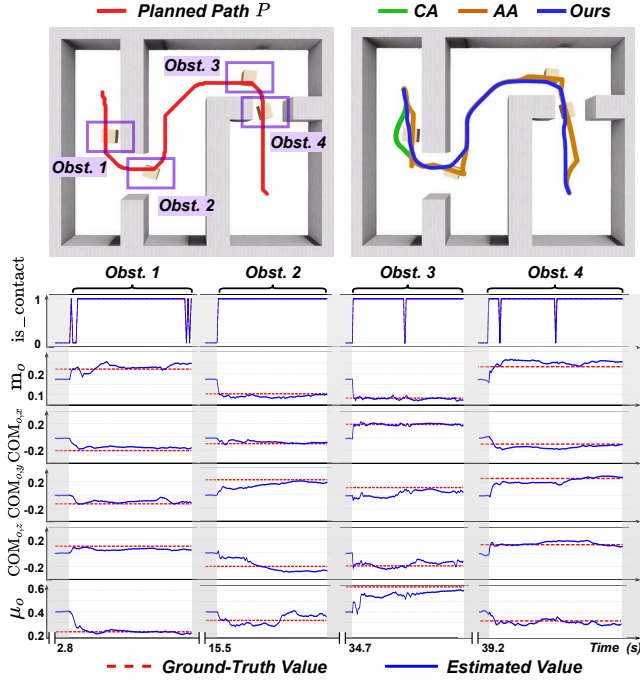 Planned Path P
CA AA Ours
Obst. 3
Obst. 4
Obst. 1
Obst. 2
Obst. 1 Obst. 2 Obst. 3 Obst. 4
is_contact
1
0
m_o
0.2
0.1
COM_{o,x}
0.2
-0.2
COM_{o,y}
0.2
-0.2
COM_{o,z}
0.2
-0.2
μ_o
0.6
0.4
0.2
2.8 15.5 34.7 39.2 Time (s)
Ground-Truth Value Estimated Value